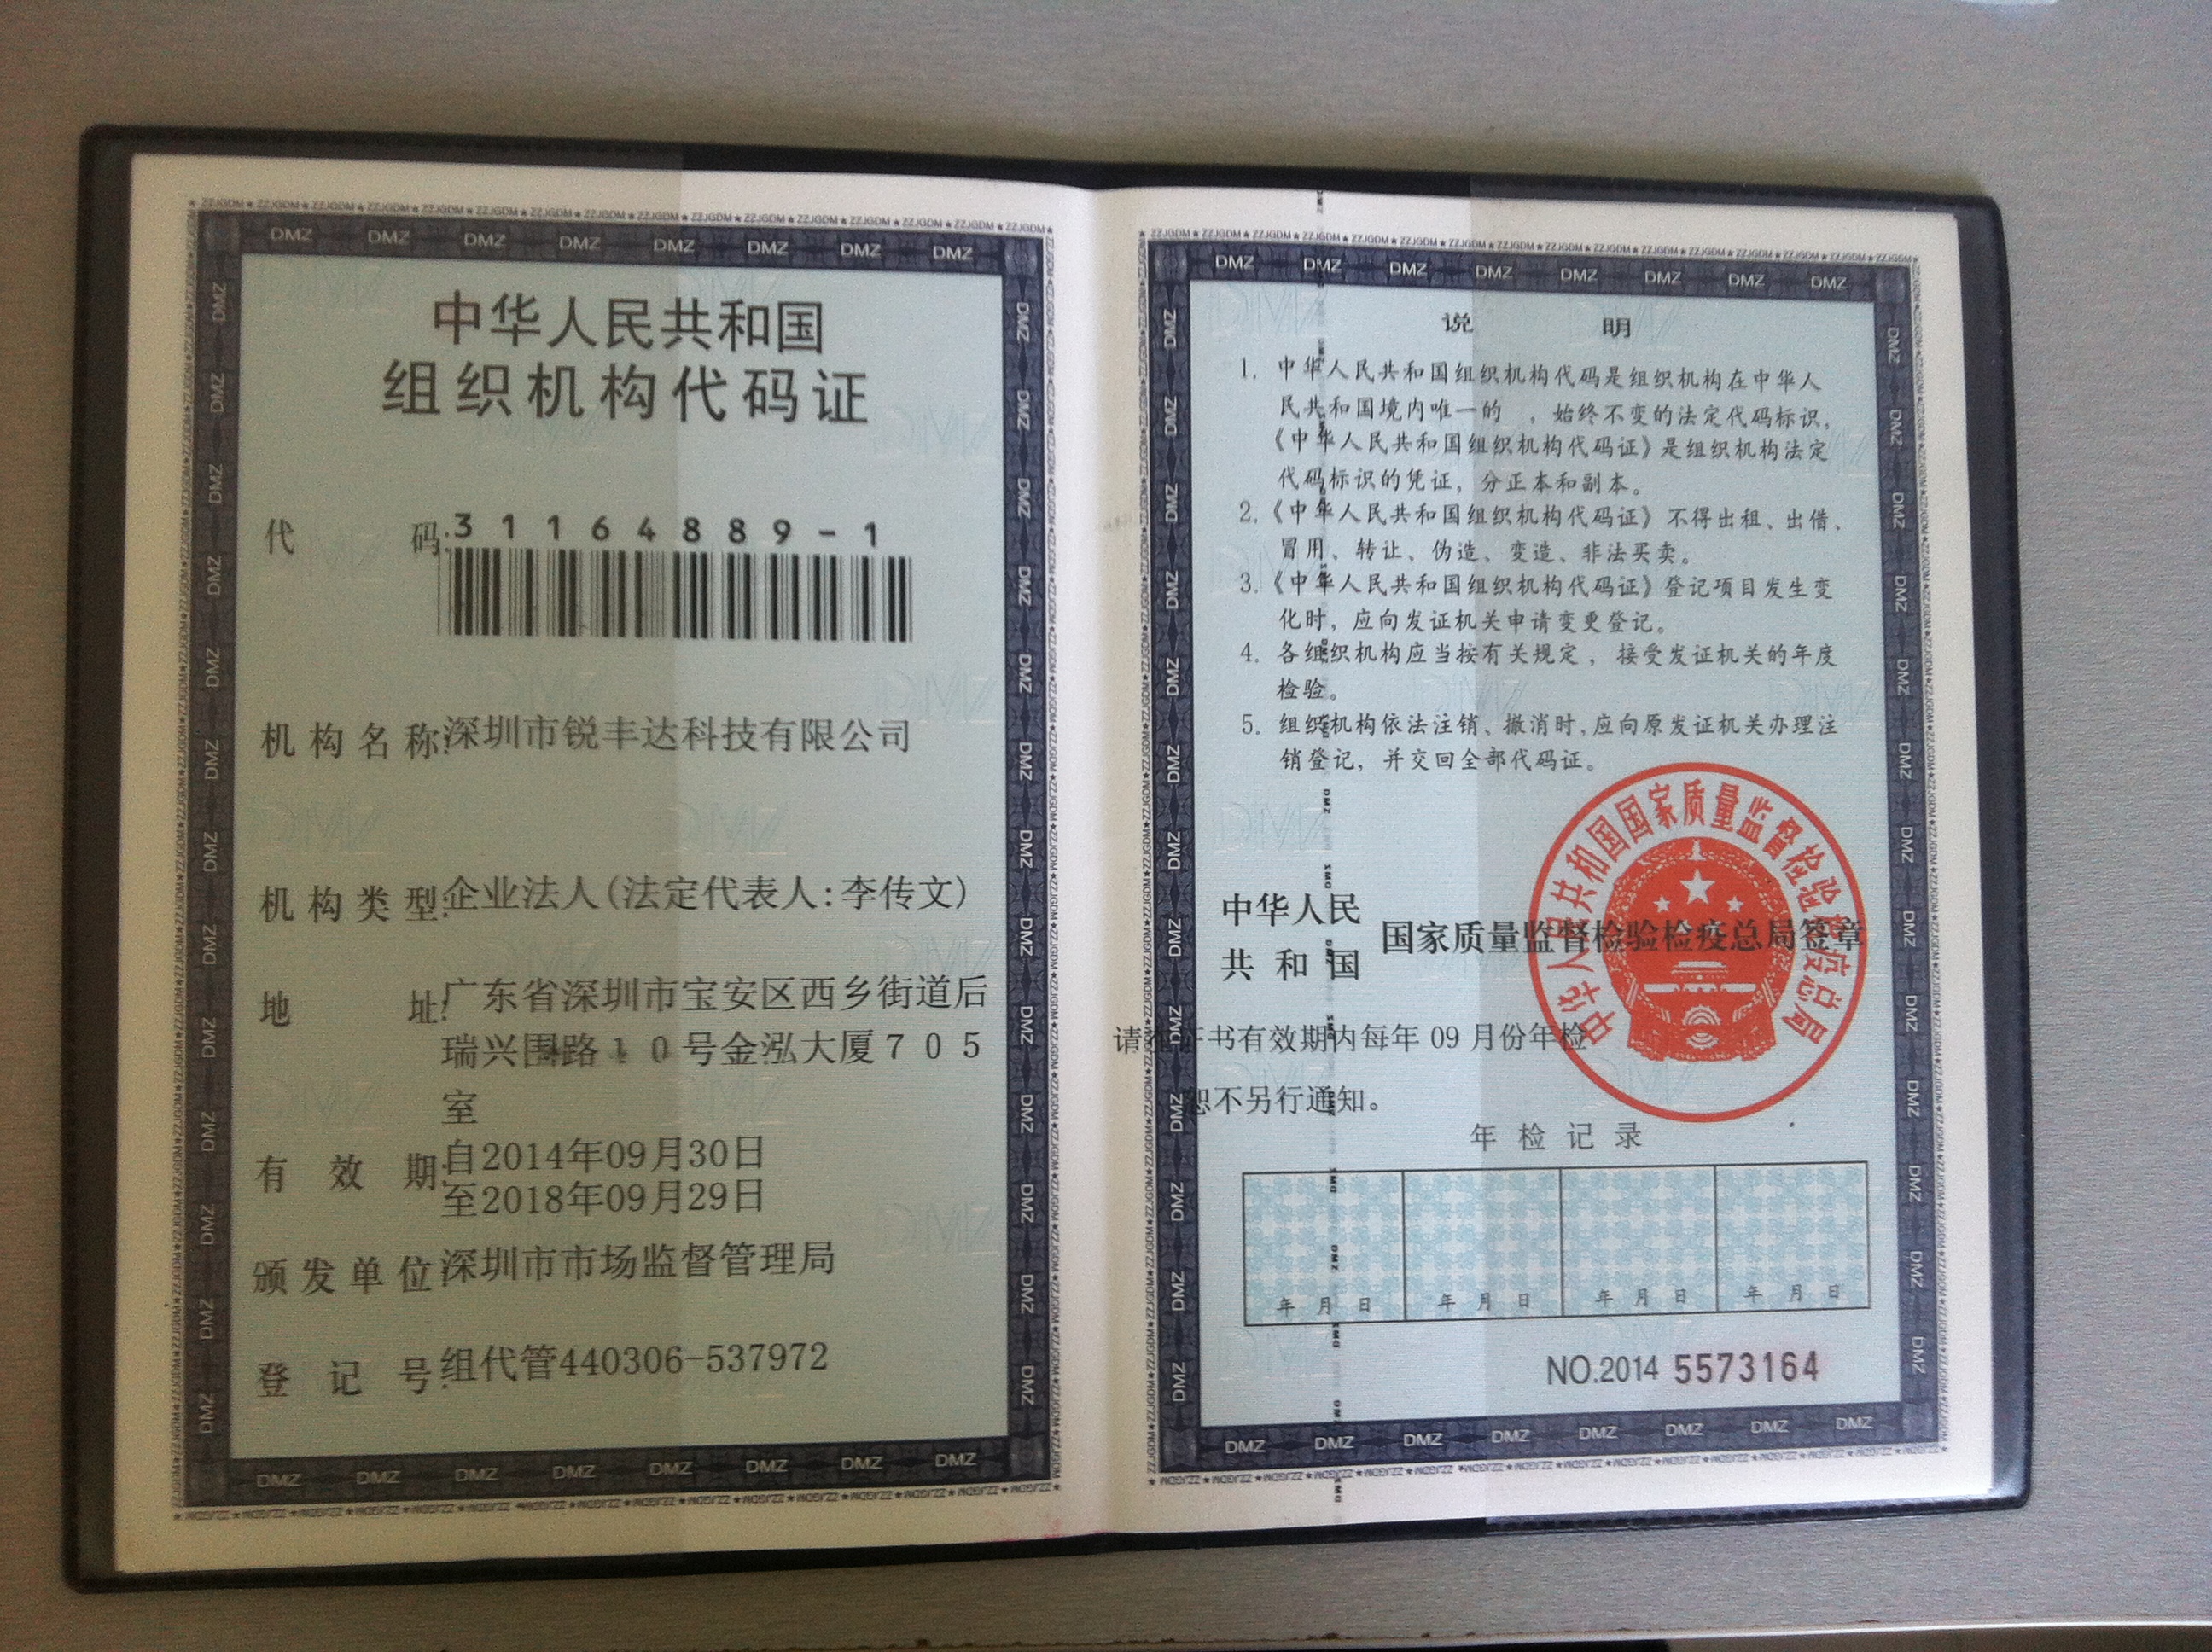 中华人民共和国
组织机构代码证
代 码:31164889-1
机构名称:深圳市锐丰达科技有限公司
机构类型:企业法人(法定代表人:李传文)
地 址:广东省深圳市宝安区西乡街道后
瑞兴围路10号金泓大厦705
室
有 效 期:自2014年09月30日
至2018年09月29日
颁发单位:深圳市市场监督管理局
登 记 号:组代管440306-537972
说 明
1. 中华人民共和国组织机构代码是组织机构在中华人
民共和国境内唯一的 ，始终不变的法定代码标识。
《中华人民共和国组织机构代码证》是组织机构法定
代码标识的凭证，分正本和副本。
2.《中华人民共和国组织机构代码证》不得出租、出借、
冒用、转让、伪造、变造、非法买卖。
3.《中华人民共和国组织机构代码证》登记项目发生变
化时，应向发证机关申请变更登记。
4. 各组织机构应当按有关规定，接受发证机关的年度
检验。
5. 组织机构依法注销、撤消时,应向原发证机关办理注
销登记，并交回全部代码证。
中华人民
共和国 国家质量监督检验检疫总局签章
中华人民共和国国家质量监督检验检疫总局
请在证书有效期内每年 09 月份年检
恕不另行通知。
年检记录
年 月 日 年 月 日 年 月 日 年 月 日
NO.2014 5573164